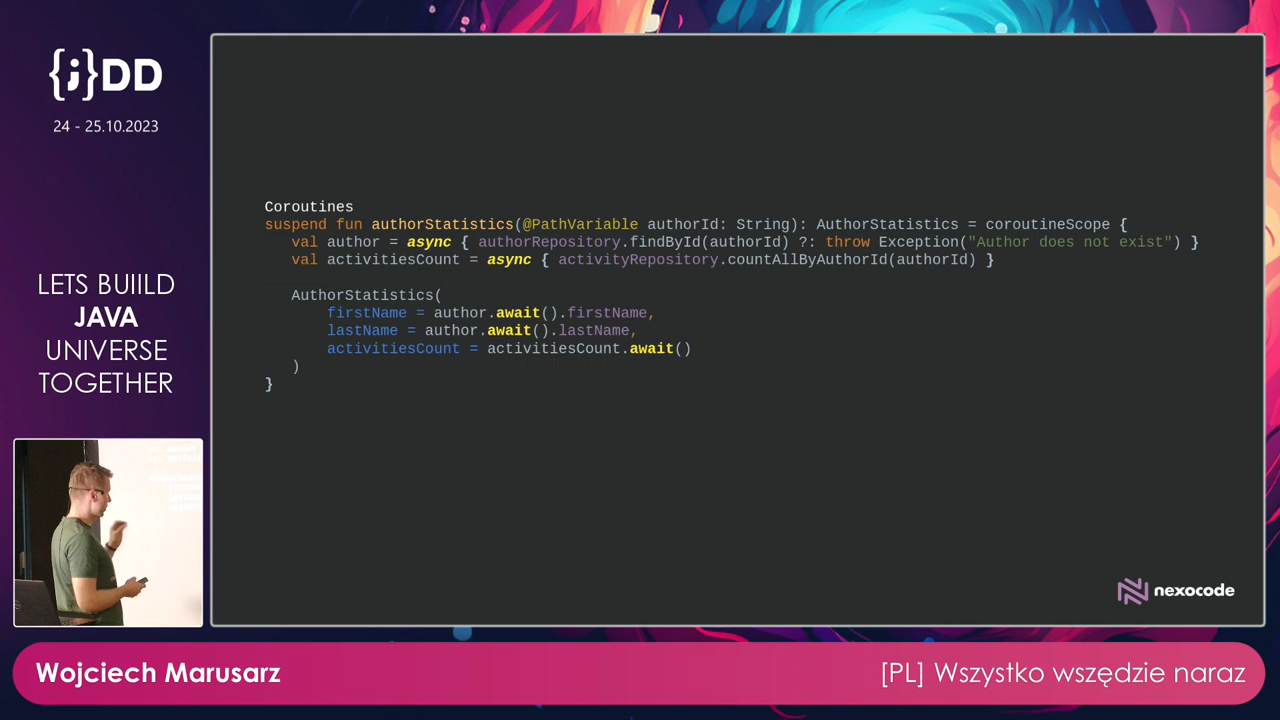 {j}DD
24 - 25.10.2023
LETS BUIILD
JAVA
UNIVERSE
TOGETHER
Coroutines
suspend fun authorStatistics(@PathVariable authorId: String): AuthorStatistics = coroutineScope {
   val author = async { authorRepository.findById(authorId) ?: throw Exception("Author does not exist") }
   val activitiesCount = async { activityRepository.countAllByAuthorId(authorId) }
   AuthorStatistics(
       firstName = author.await().firstName,
       lastName = author.await().lastName,
       activitiesCount = activitiesCount.await()
   )
}
nexocode
Wojciech Marusarz
[PL] Wszystko wszędzie naraz